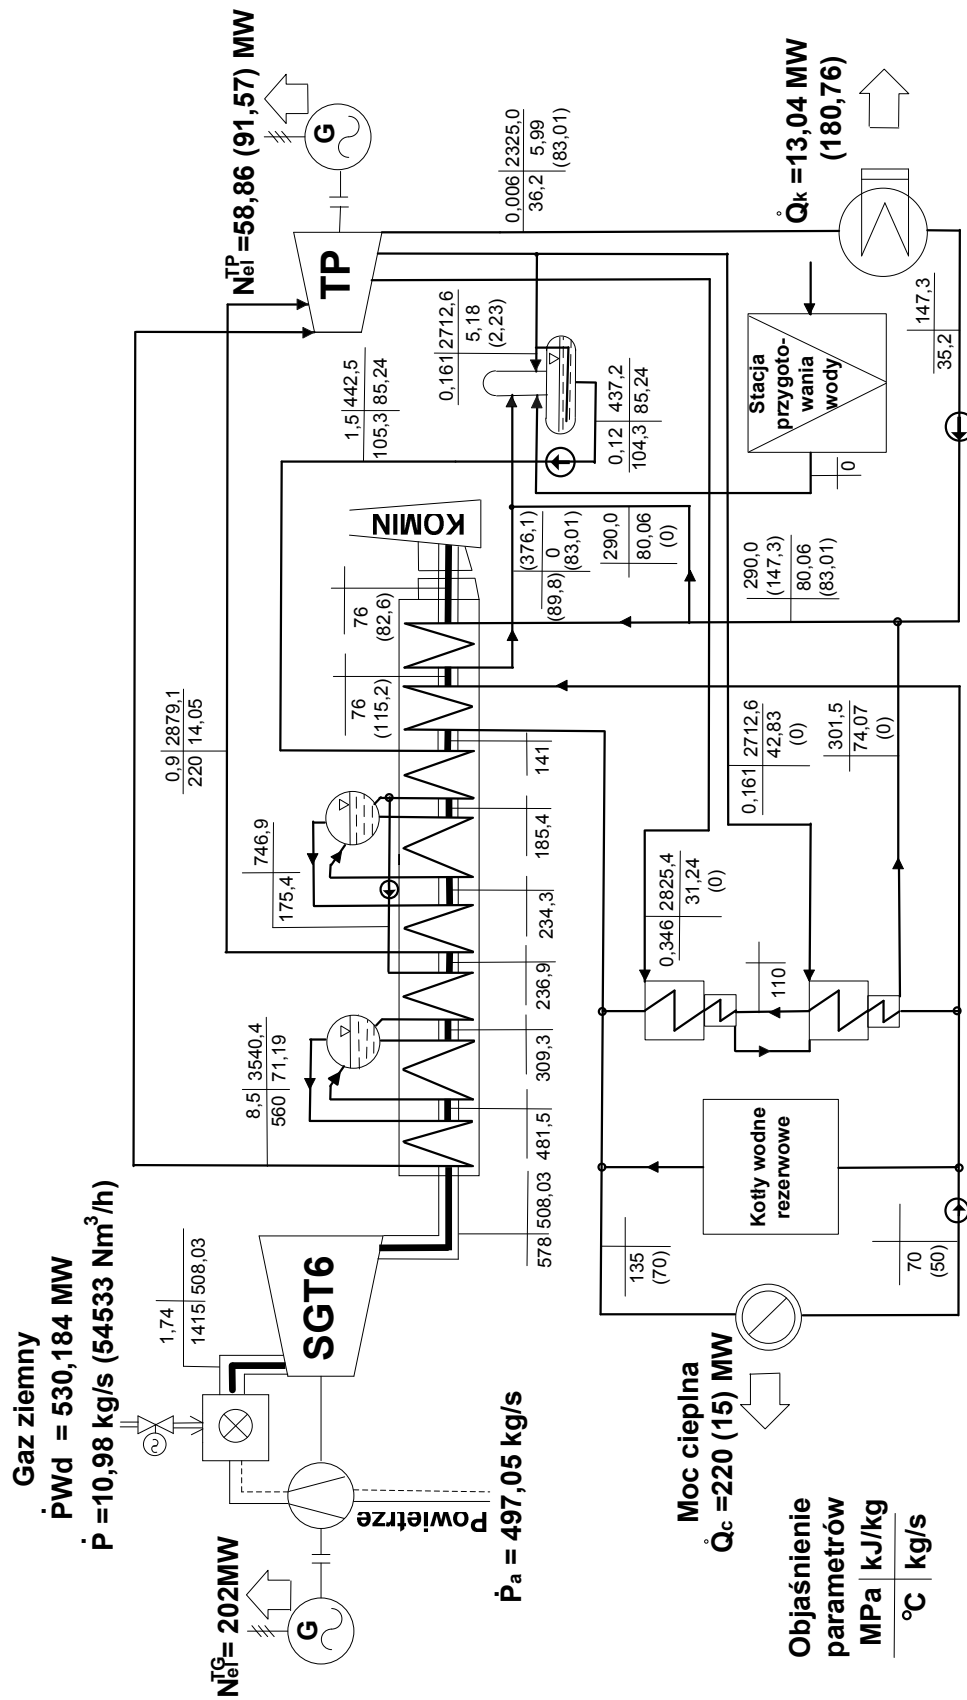 Gaz ziemny
ṖWd = 530,184 MW
Ṗ =10,98 kg/s (54533 Nm³/h)
N_el^TG = 202MW
G
Powietrze
Ṗa = 497,05 kg/s
1,74
1415 508,03
SGT6
578 508,03
8,5 3540,4
560 71,19
481,5
309,3
236,9
234,3
185,4
141
746,9
175,4
0,9 2879,1
220 14,05
76
(115,2)
76
(82,6)
KOMIN
1,5 442,5
105,3 85,24
N_el^TP =58,86 (91,57) MW
G
TP
0,006 2325,0
36,2 5,99
(83,01)
0,161 2712,6
5,18
(2,23)
0,12 437,2
104,3 85,24
(376,1)
(89,8) 0
(83,01)
290,0
80,06
(0)
290,0
(147,3)
80,06
(83,01)
Stacja
przygoto-
wania
wody
0
147,3
35,2
Q̇k =13,04 MW
(180,76)
0,161 2712,6
42,83
(0)
301,5
74,07
(0)
0,346 2825,4
31,24
(0)
110
Kotły wodne
rezerwowe
135
(70)
70
(50)
Moc cieplna
Q̇c =220 (15) MW
Objaśnienie
parametrów
MPa kJ/kg
°C kg/s